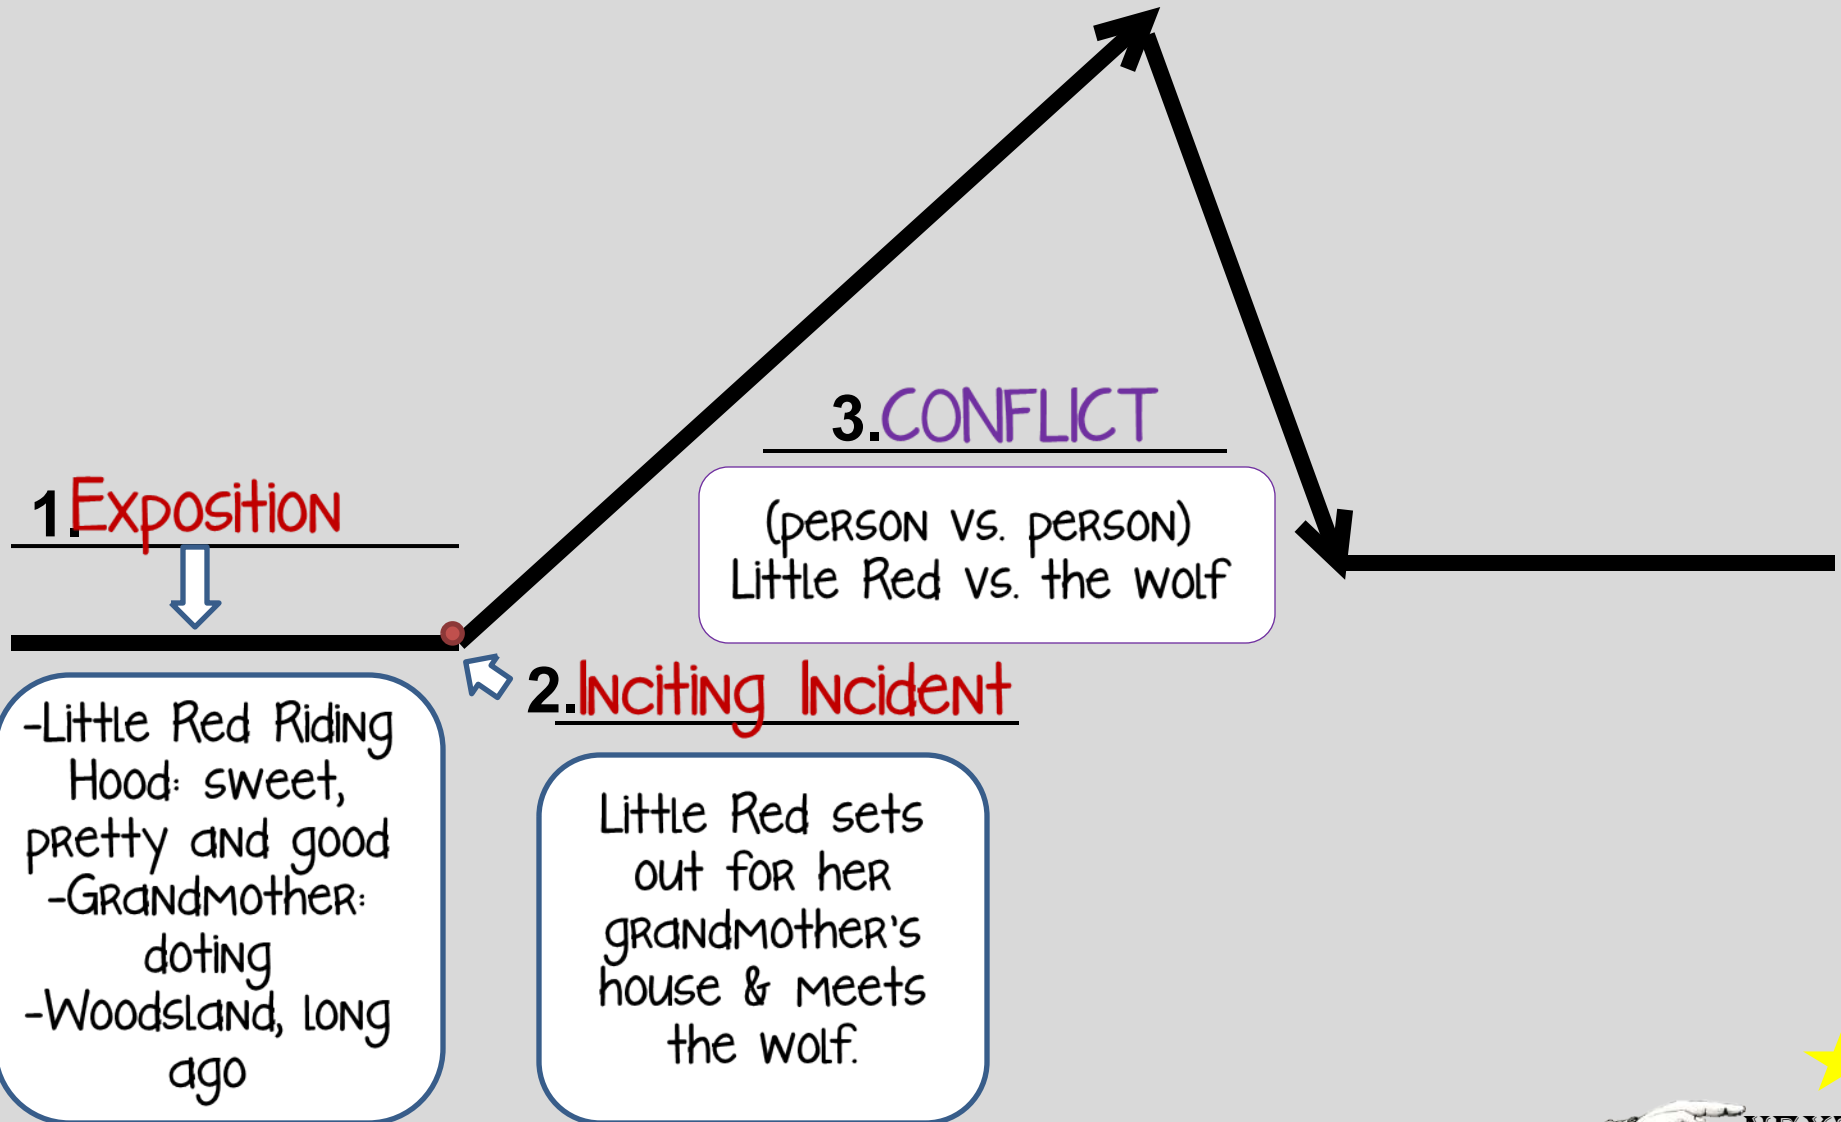 1.Exposition
-Little Red Riding
Hood: sweet,
pretty and good
-Grandmother:
doting
-Woodsland, long
ago
2.Inciting Incident
Little Red sets
out for her
grandmother's
house & meets
the wolf.
3.CONFLICT
(person vs. person)
Little Red vs. the wolf